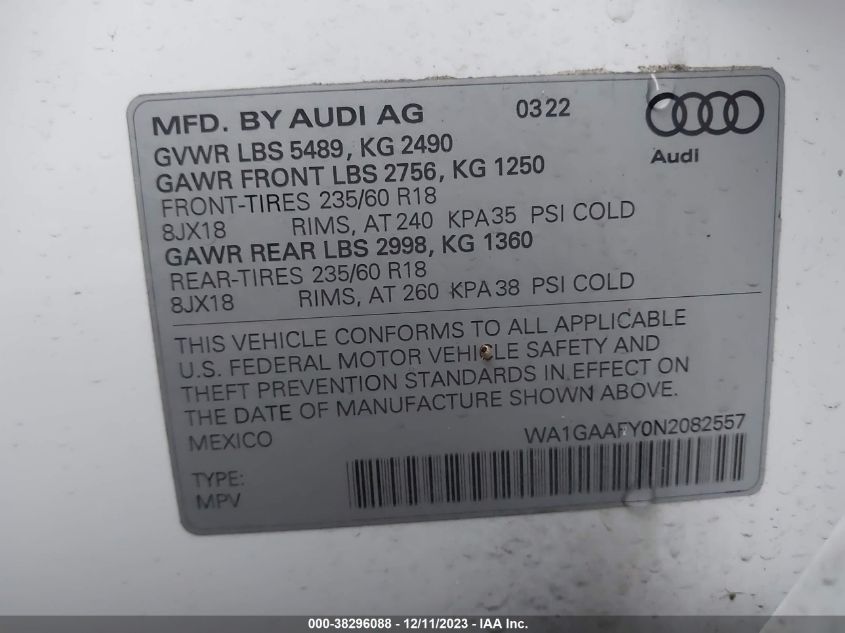 MFD. BY AUDI AG 0322
Audi
GVWR LBS 5489, KG 2490
GAWR FRONT LBS 2756, KG 1250
FRONT-TIRES 235/60 R18
8JX18 RIMS, AT 240 KPA 35 PSI COLD
GAWR REAR LBS 2998, KG 1360
REAR-TIRES 235/60 R18
8JX18 RIMS, AT 260 KPA 38 PSI COLD
THIS VEHICLE CONFORMS TO ALL APPLICABLE
U.S. FEDERAL MOTOR VEHICLE SAFETY AND
THEFT PREVENTION STANDARDS IN EFFECT ON
THE DATE OF MANUFACTURE SHOWN ABOVE.
MEXICO WA1GAAFY0N2082557
TYPE:
MPV
000-38296088 - 12/11/2023 - IAA Inc.